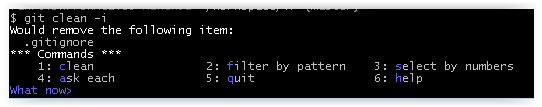 $ git clean -i
Would remove the following item:
.gitignore
*** Commands ***
1: clean 2: filter by pattern 3: select by numbers
4: ask each 5: quit 6: help
What now>